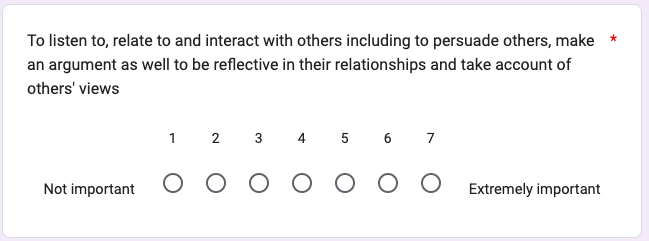 To listen to, relate to and interact with others including to persuade others, make *
an argument as well to be reflective in their relationships and take account of
others' views
1 2 3 4 5 6 7
Not important Extremely important